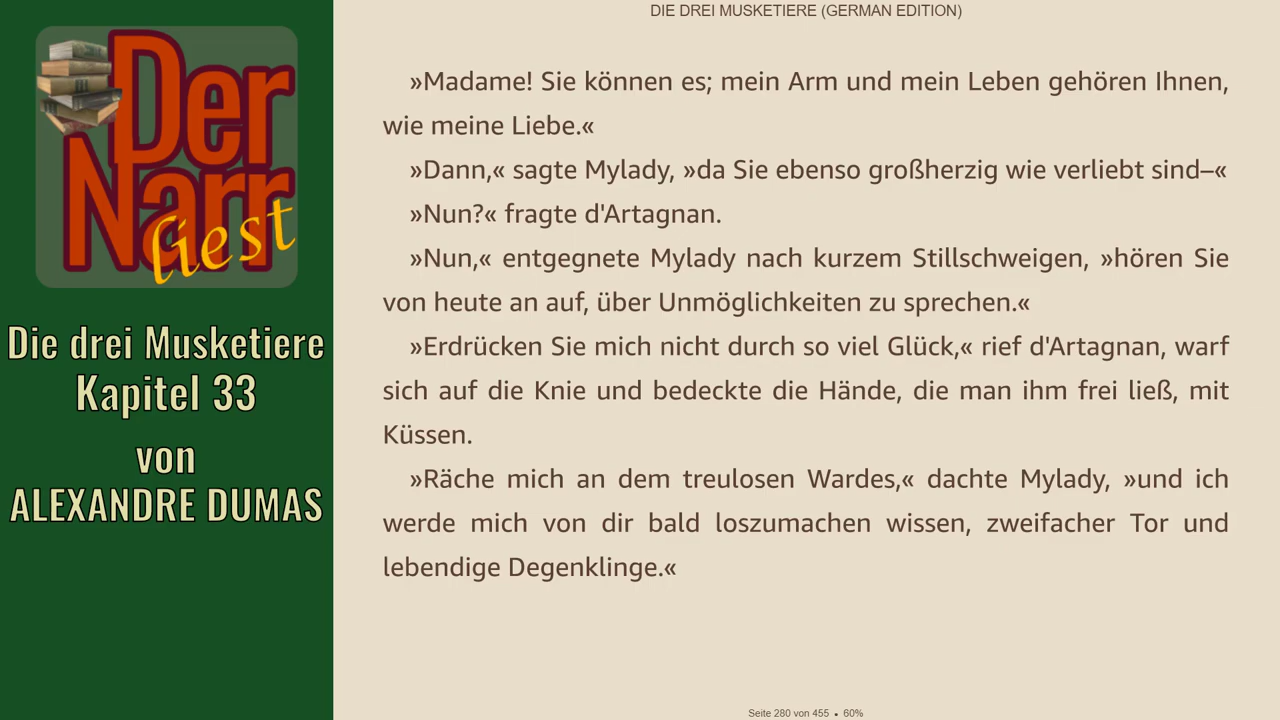 Der
Narr
liest
Die drei Musketiere
Kapitel 33
von
ALEXANDRE DUMAS
DIE DREI MUSKETIERE (GERMAN EDITION)
»Madame! Sie können es; mein Arm und mein Leben gehören Ihnen,
wie meine Liebe.«
»Dann,« sagte Mylady, »da Sie ebenso großherzig wie verliebt sind–«
»Nun?« fragte d'Artagnan.
»Nun,« entgegnete Mylady nach kurzem Stillschweigen, »hören Sie
von heute an auf, über Unmöglichkeiten zu sprechen.«
»Erdrücken Sie mich nicht durch so viel Glück,« rief d'Artagnan, warf
sich auf die Knie und bedeckte die Hände, die man ihm frei ließ, mit
Küssen.
»Räche mich an dem treulosen Wardes,« dachte Mylady, »und ich
werde mich von dir bald loszumachen wissen, zweifacher Tor und
lebendige Degenklinge.«
Seite 280 von 455 • 60%